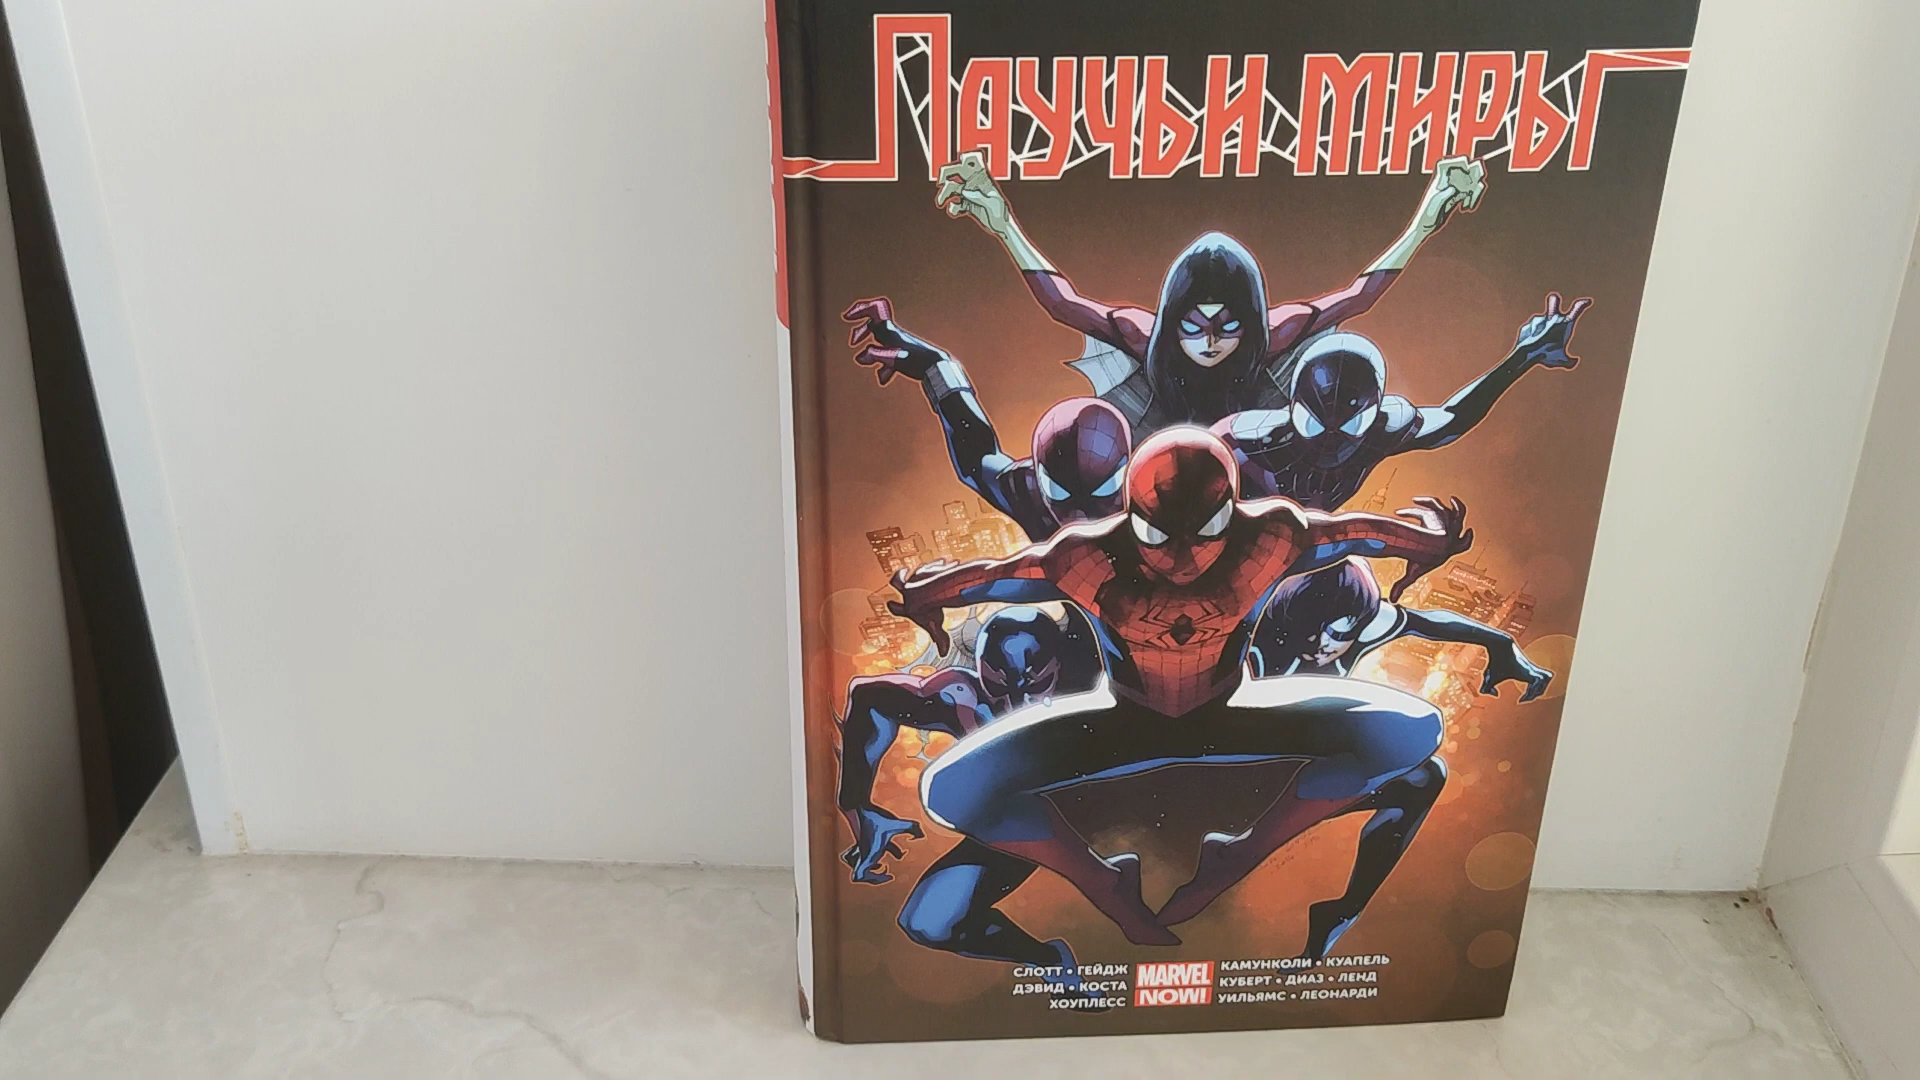 ПАУЧЬИ МИРЫ
СЛОТТ • ГЕЙДЖ
ДЭВИД • КОСТА
ХОУПЛЕСС
MARVEL
NOW!
КАМУНКОЛИ • КУАПЕЛЬ
КУБЕРТ • ДИАЗ • ЛЕНД
УИЛЬЯМС • ЛЕОНАРДИ